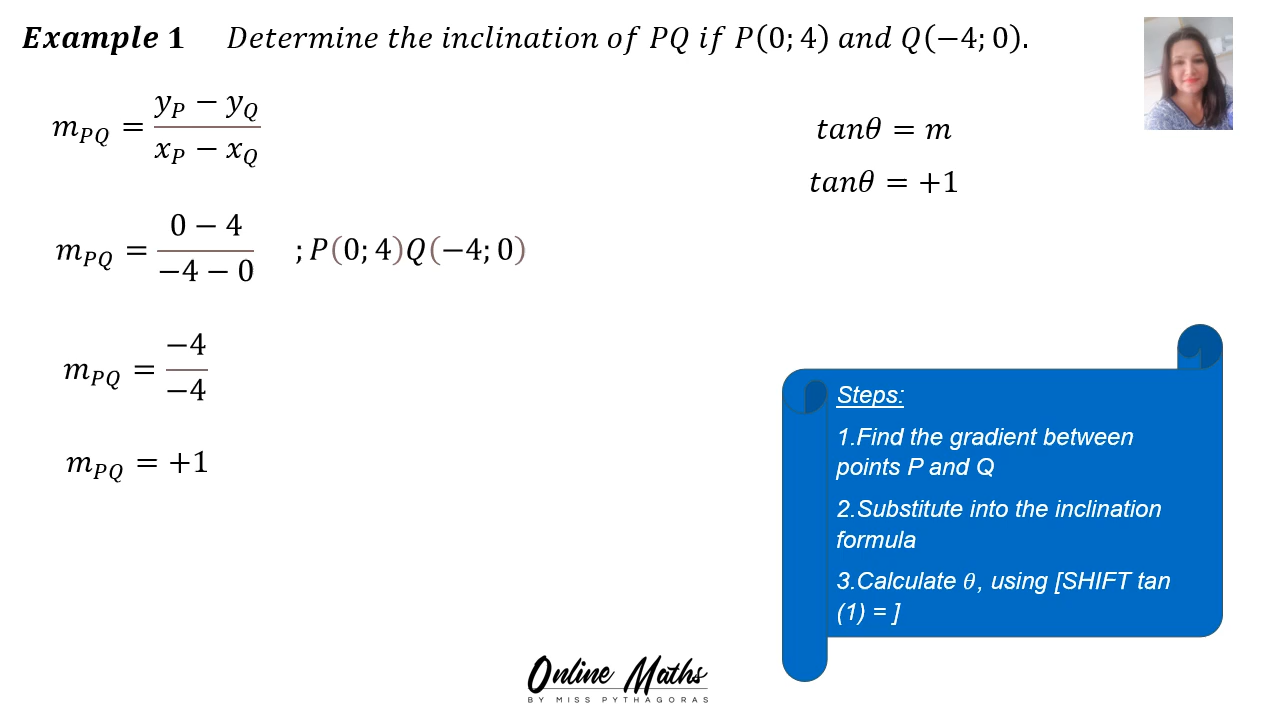 Example 1 Determine the inclination of PQ if P(0; 4) and Q(−4; 0).
m_PQ = (y_P − y_Q)/(x_P − x_Q)
tanθ = m
tanθ = +1
m_PQ = (0 − 4)/(−4 − 0) ; P(0; 4)Q(−4; 0)
m_PQ = −4/−4
m_PQ = +1
Steps:
1.Find the gradient between
points P and Q
2.Substitute into the inclination
formula
3.Calculate θ, using [SHIFT tan
(1) = ]
Online Maths
BY MISS PYTHAGORAS